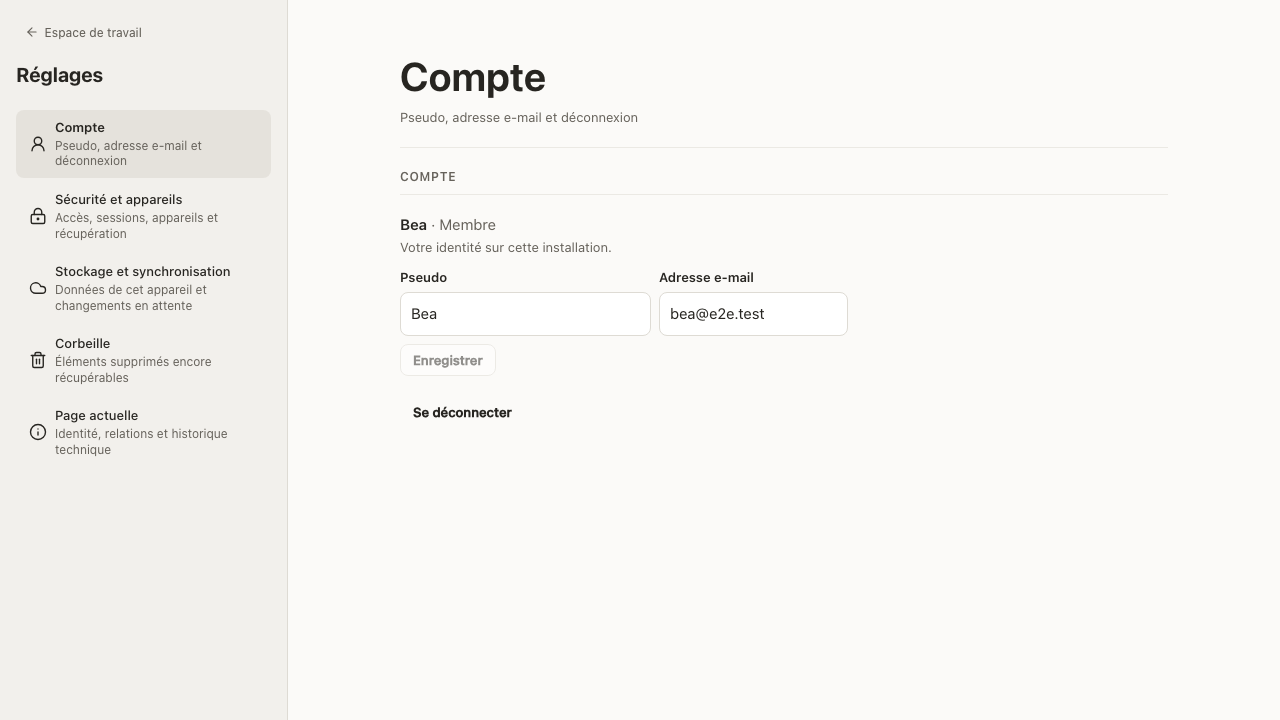 Espace de travail
Réglages
Compte
Pseudo, adresse e-mail et
déconnexion
Sécurité et appareils
Accès, sessions, appareils et
récupération
Stockage et synchronisation
Données de cet appareil et
changements en attente
Corbeille
Éléments supprimés encore
récupérables
Page actuelle
Identité, relations et historique
technique
Compte
Pseudo, adresse e-mail et déconnexion
COMPTE
Bea · Membre
Votre identité sur cette installation.
Pseudo Adresse e-mail
Bea bea@e2e.test
Enregistrer
Se déconnecter